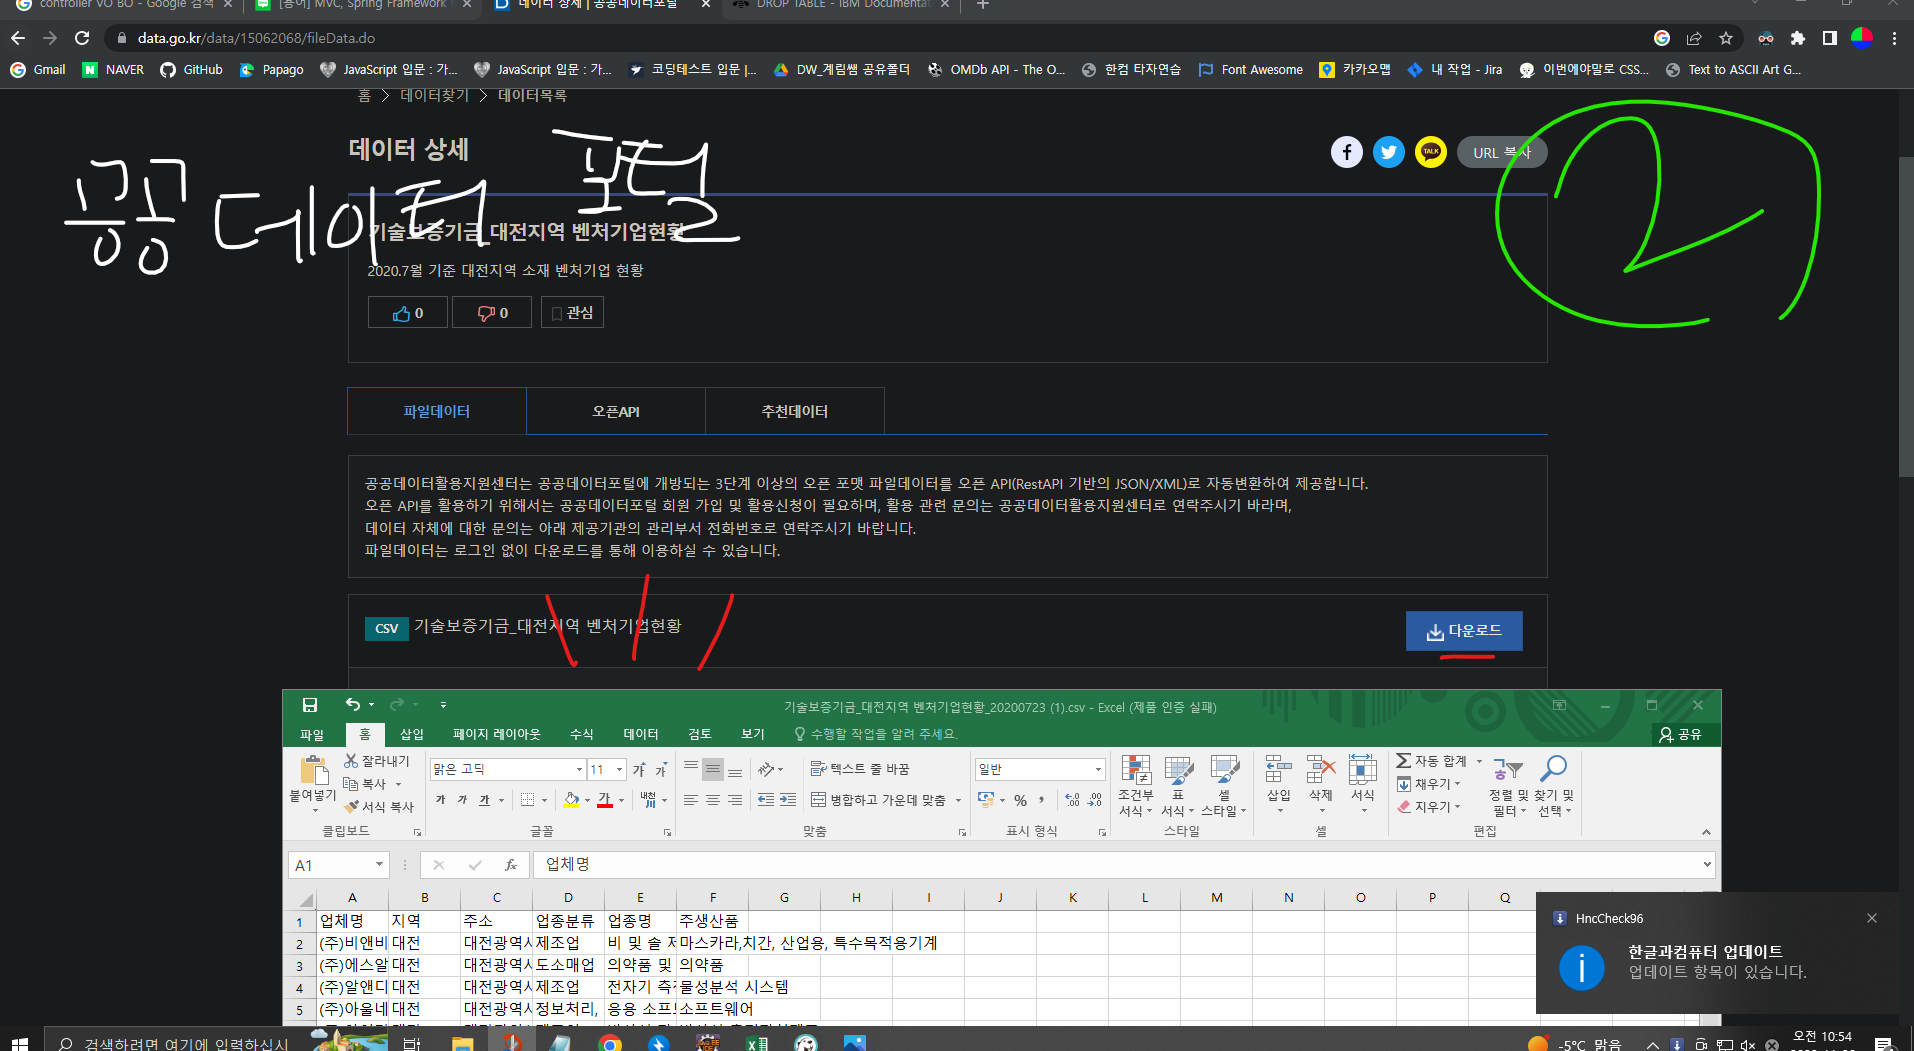 controller VO BO - Google 검색
[용어] MVC, Spring Framework
데이터 상세 | 공공데이터포털
DROP TABLE - IBM Documentat
data.go.kr/data/15062068/fileData.do
Gmail NAVER GitHub Papago JavaScript 입문 : 가... JavaScript 입문 : 가... 코딩테스트 입문 |... DW_계림쌤 공유폴더 OMDb API - The O... 한컴 타자연습 Font Awesome 카카오맵 내 작업 - Jira 이번에야말로 CSS... Text to ASCII Art G...
홈 > 데이터찾기 > 데이터목록
데이터 상세
f TALK URL 복사
2
공공데이터 포털
기술보증기금_대전지역 벤처기업현황
2020.7월 기준 대전지역 소재 벤처기업 현황
0 0 관심
파일데이터 오픈API 추천데이터
공공데이터활용지원센터는 공공데이터포털에 개방되는 3단계 이상의 오픈 포맷 파일데이터를 오픈 API(RestAPI 기반의 JSON/XML)로 자동변환하여 제공합니다.
오픈 API를 활용하기 위해서는 공공데이터포털 회원 가입 및 활용신청이 필요하며, 활용 관련 문의는 공공데이터활용지원센터로 연락주시기 바라며,
데이터 자체에 대한 문의는 아래 제공기관의 관리부서 전화번호로 연락주시기 바랍니다.
파일데이터는 로그인 없이 다운로드를 통해 이용하실 수 있습니다.
CSV 기술보증기금_대전지역 벤처기업현황 다운로드
기술보증기금_대전지역 벤처기업현황_20200723 (1).csv - Excel (제품 인증 실패)
파일 홈 삽입 페이지 레이아웃 수식 데이터 검토 보기 수행할 작업을 알려 주세요. 공유
붙여넣기 잘라내기 복사 서식 복사
맑은 고딕 11 가 가
가 가 가 가 내천
텍스트 줄 바꿈
병합하고 가운데 맞춤
일반
% , .00
조건부 서식 표 서식 셀 스타일 삽입 삭제 서식
자동 합계 채우기 지우기 정렬 및 필터 찾기 및 선택
클립보드 글꼴 맞춤 표시 형식 스타일 셀 편집
A1 fx 업체명
A B C D E F G H I J K L M N O P Q
1 업체명 지역 주소 업종분류 업종명 주생산품
2 (주)비앤비 대전 대전광역시 제조업 비 및 솔 제 마스카라,치간, 산업용, 특수목적용기계
3 (주)에스알 대전 대전광역시 도소매업 의약품 및 의약품
4 (주)알앤디 대전 대전광역시 제조업 전자기 측정 물성분석 시스템
5 (주)아울네 대전 대전광역시 정보처리, 응용 소프트 소프트웨어
HncCheck96
한글과컴퓨터 업데이트
업데이트 항목이 있습니다.
검색하려면 여기에 입력하십시
-5°C 맑음
오전 10:54